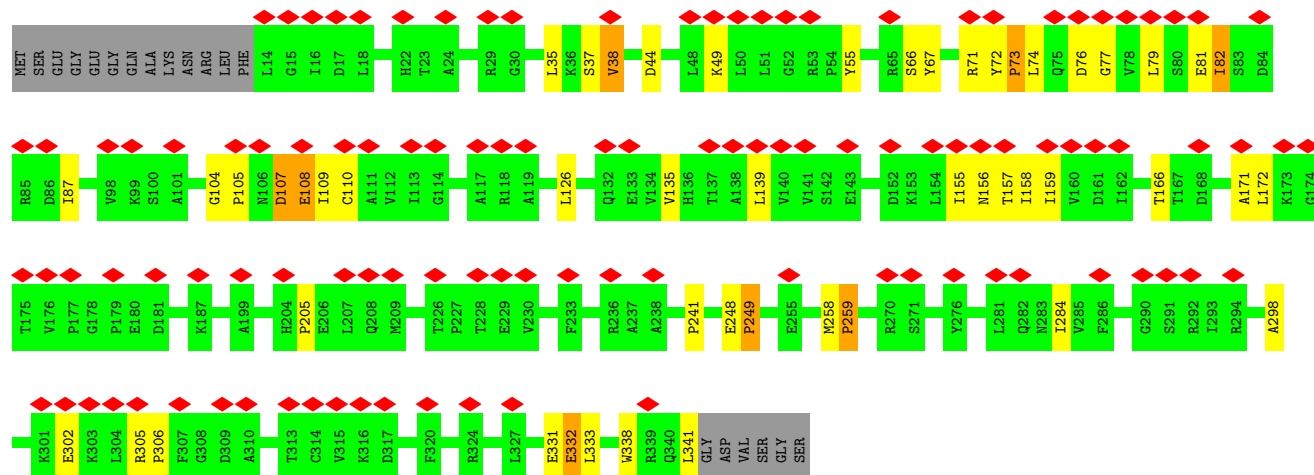 MET SER GLU GLY GLU GLY GLN ALA LYS ASN ARG LEU PHE L14 G15 I16 D17 L18 H22 T23 A24 R29 G30 L35 K36 S37 V38 D44 L48 K49 L50 L51 G52 R53 P54 Y55 R65 S66 Y67 R71 Y72 P73 L74 Q75 D76 G77 V78 L79 S80 E81 I82 S83 D84
R85 D86 I87 V98 K99 S100 A101 G104 P105 N106 D107 E108 I109 C110 A111 V112 I113 G114 A117 R118 A119 L126 Q132 E133 V134 V135 H136 T137 A138 L139 V140 V141 S142 E143 D152 K153 L154 I155 N156 T157 I158 I159 V160 D161 I162 T166 T167 D168 A171 L172 K173 G174
T175 V176 P177 G178 P179 E180 D181 K187 A199 H204 P205 E206 L207 Q208 M209 T226 P227 T228 E229 V230 F233 R236 A237 A238 P241 E248 P249 E255 M258 P259 R270 S271 Y276 L281 Q282 N283 I284 V285 F286 G290 S291 R292 I293 R294 A298
K301 E302 K303 L304 R305 P306 F307 G308 D309 A310 T313 C314 V315 K316 D317 F320 R324 L327 E331 E332 L333 W338 R339 Q340 L341 GLY ASP VAL SER GLY SER